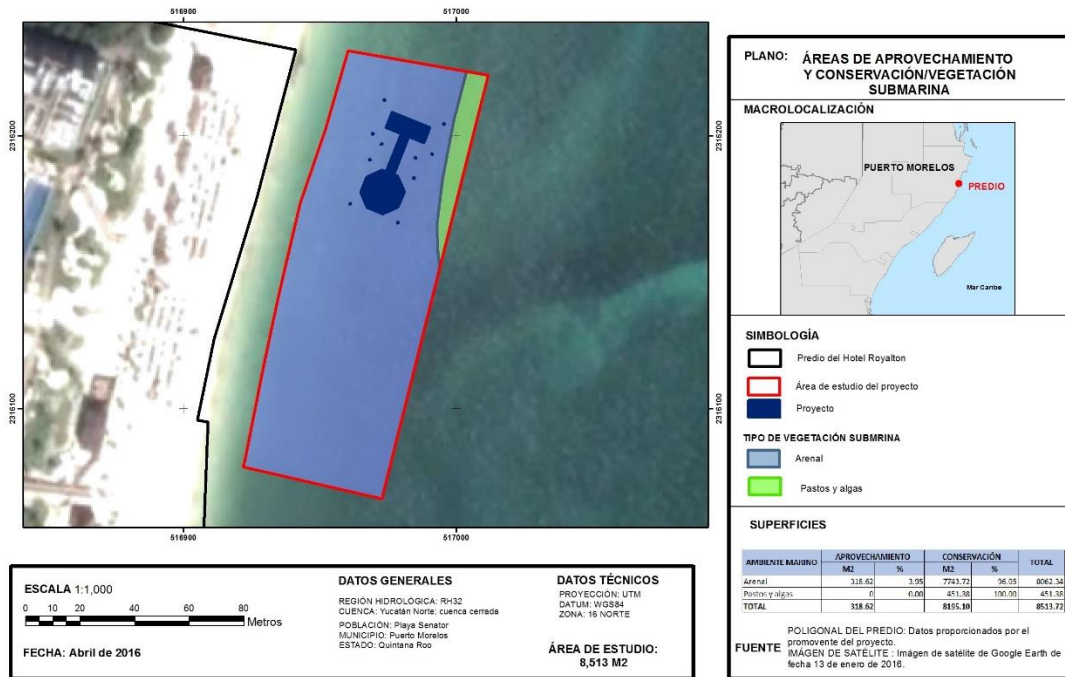 516900
517000
2316200
2316200
2316100
2316100
516900
517000
PLANO: ÁREAS DE APROVECHAMIENTO
Y CONSERVACIÓN/VEGETACIÓN
SUBMARINA
MACROLOCALIZACIÓN
PUERTO MORELOS
PREDIO
Mar Caribe
SIMBOLOGÍA
Predio del Hotel Royalton
Área de estudio del proyecto
Proyecto
TIPO DE VEGETACIÓN SUBMRINA
Arenal
Pastos y algas
SUPERFICIES
AMBIENTE MARINO APROVECHAMIENTO CONSERVACIÓN TOTAL
M2 % M2 %
Arenal 318.62 3.95 7743.72 96.05 8062.34
Pastos y algas 0 0.00 451.38 100.00 451.38
TOTAL 318.62 8195.10 8513.72
FUENTE POLIGONAL DEL PREDIO: Datos proporcionados por el
promovente del proyecto.
IMÁGEN DE SATÉLITE : Imágen de satélite de Google Earth de
fecha 13 de enero de 2016.
ESCALA 1:1,000
0 5 10 20 40 60 80
Metros
FECHA: Abril de 2016
DATOS GENERALES
REGIÓN HIDROLÓGICA: RH32
CUENCA: Yucatán Norte; cuenca cerrada
POBLACIÓN: Playa Senator
MUNICIPIO: Puerto Morelos
ESTADO: Quintana Roo
DATOS TÉCNICOS
PROYECCIÓN: UTM
DATUM: WGS84
ZONA: 16 NORTE
ÁREA DE ESTUDIO:
8,513 M2